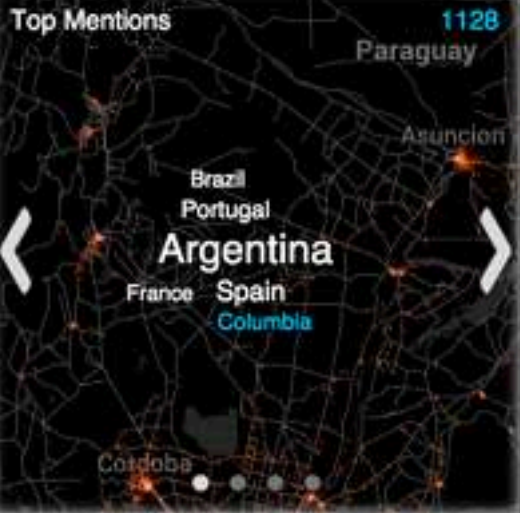 Top Mentions 1128
Paraguay
Asuncion
Brazil
Portugal
Argentina
France Spain
Columbia
Cordoba